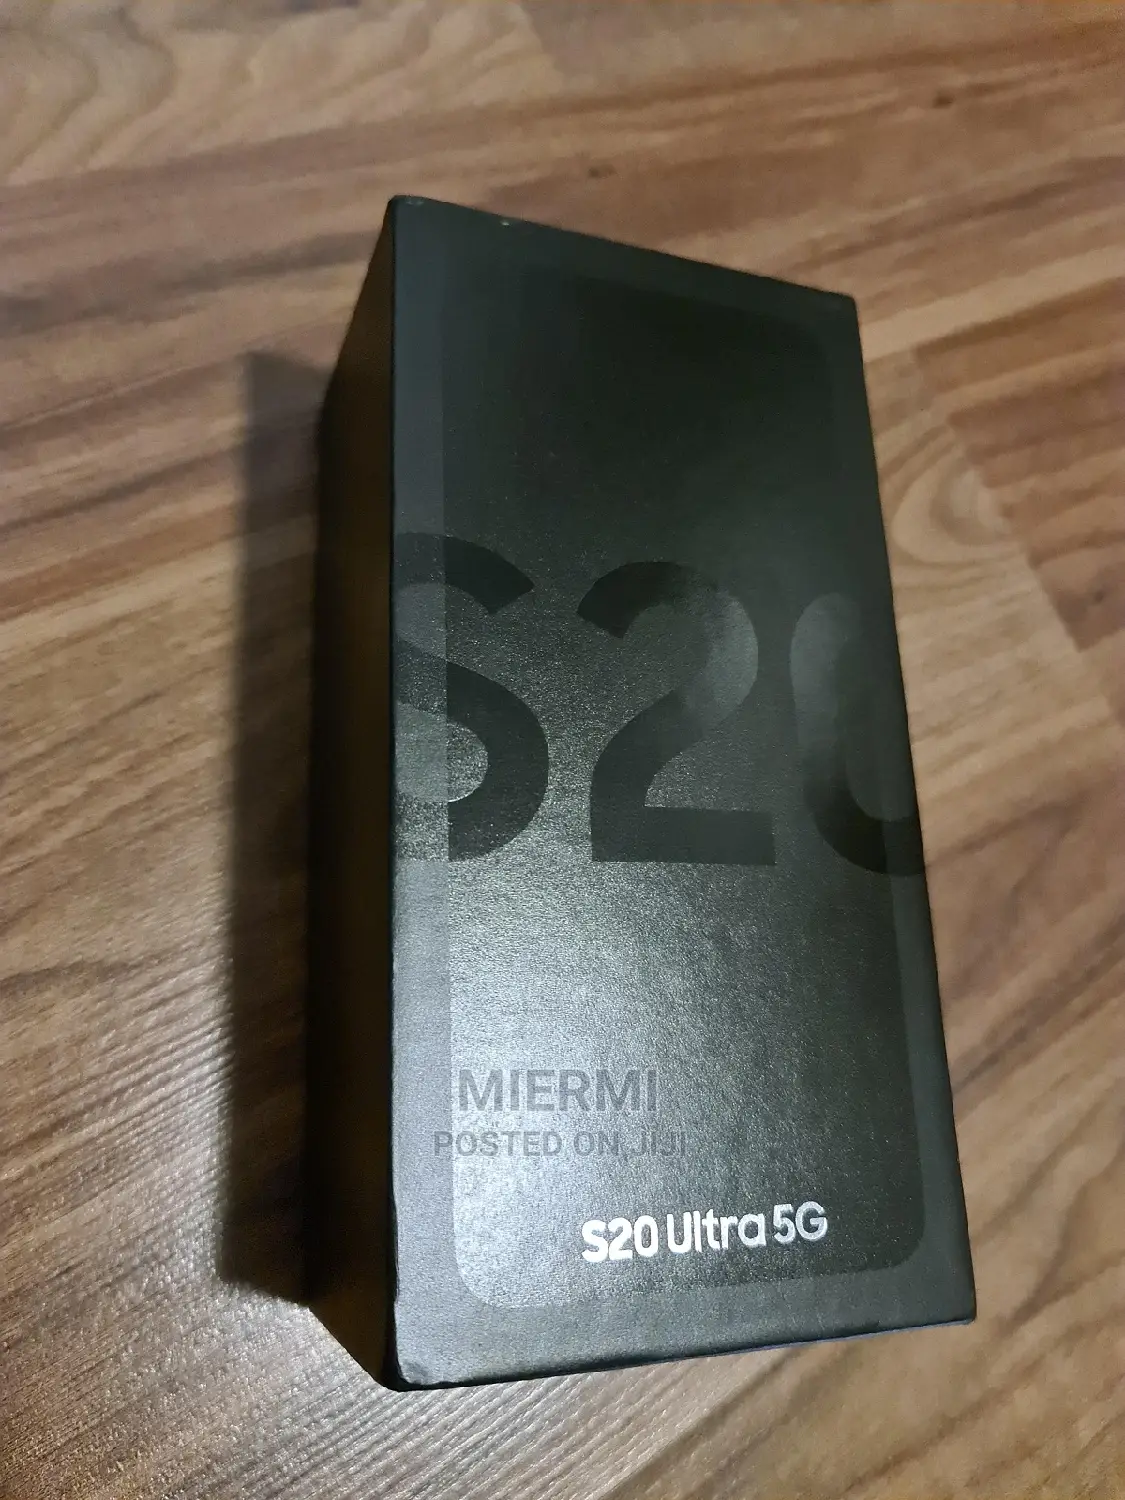 S20
MIERMI
POSTED ON JIJI
S20 Ultra 5G